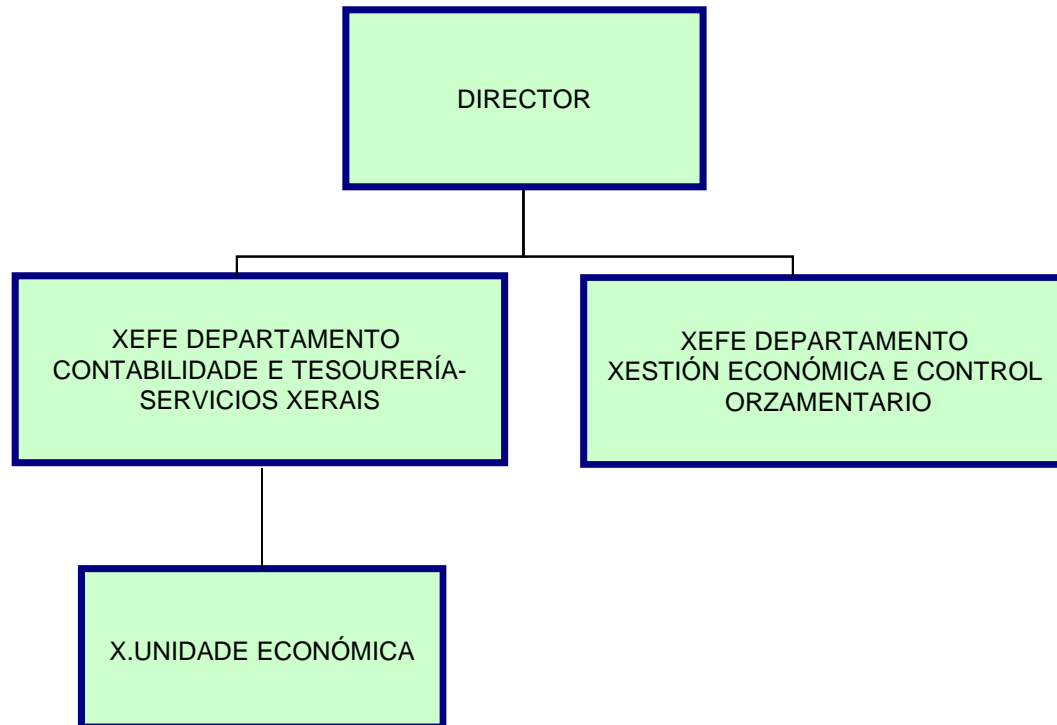 DIRECTOR
XEFE DEPARTAMENTO
CONTABILIDADE E TESOURERÍA-
SERVICIOS XERAIS
XEFE DEPARTAMENTO
XESTIÓN ECONÓMICA E CONTROL
ORZAMENTARIO
X.UNIDADE ECONÓMICA